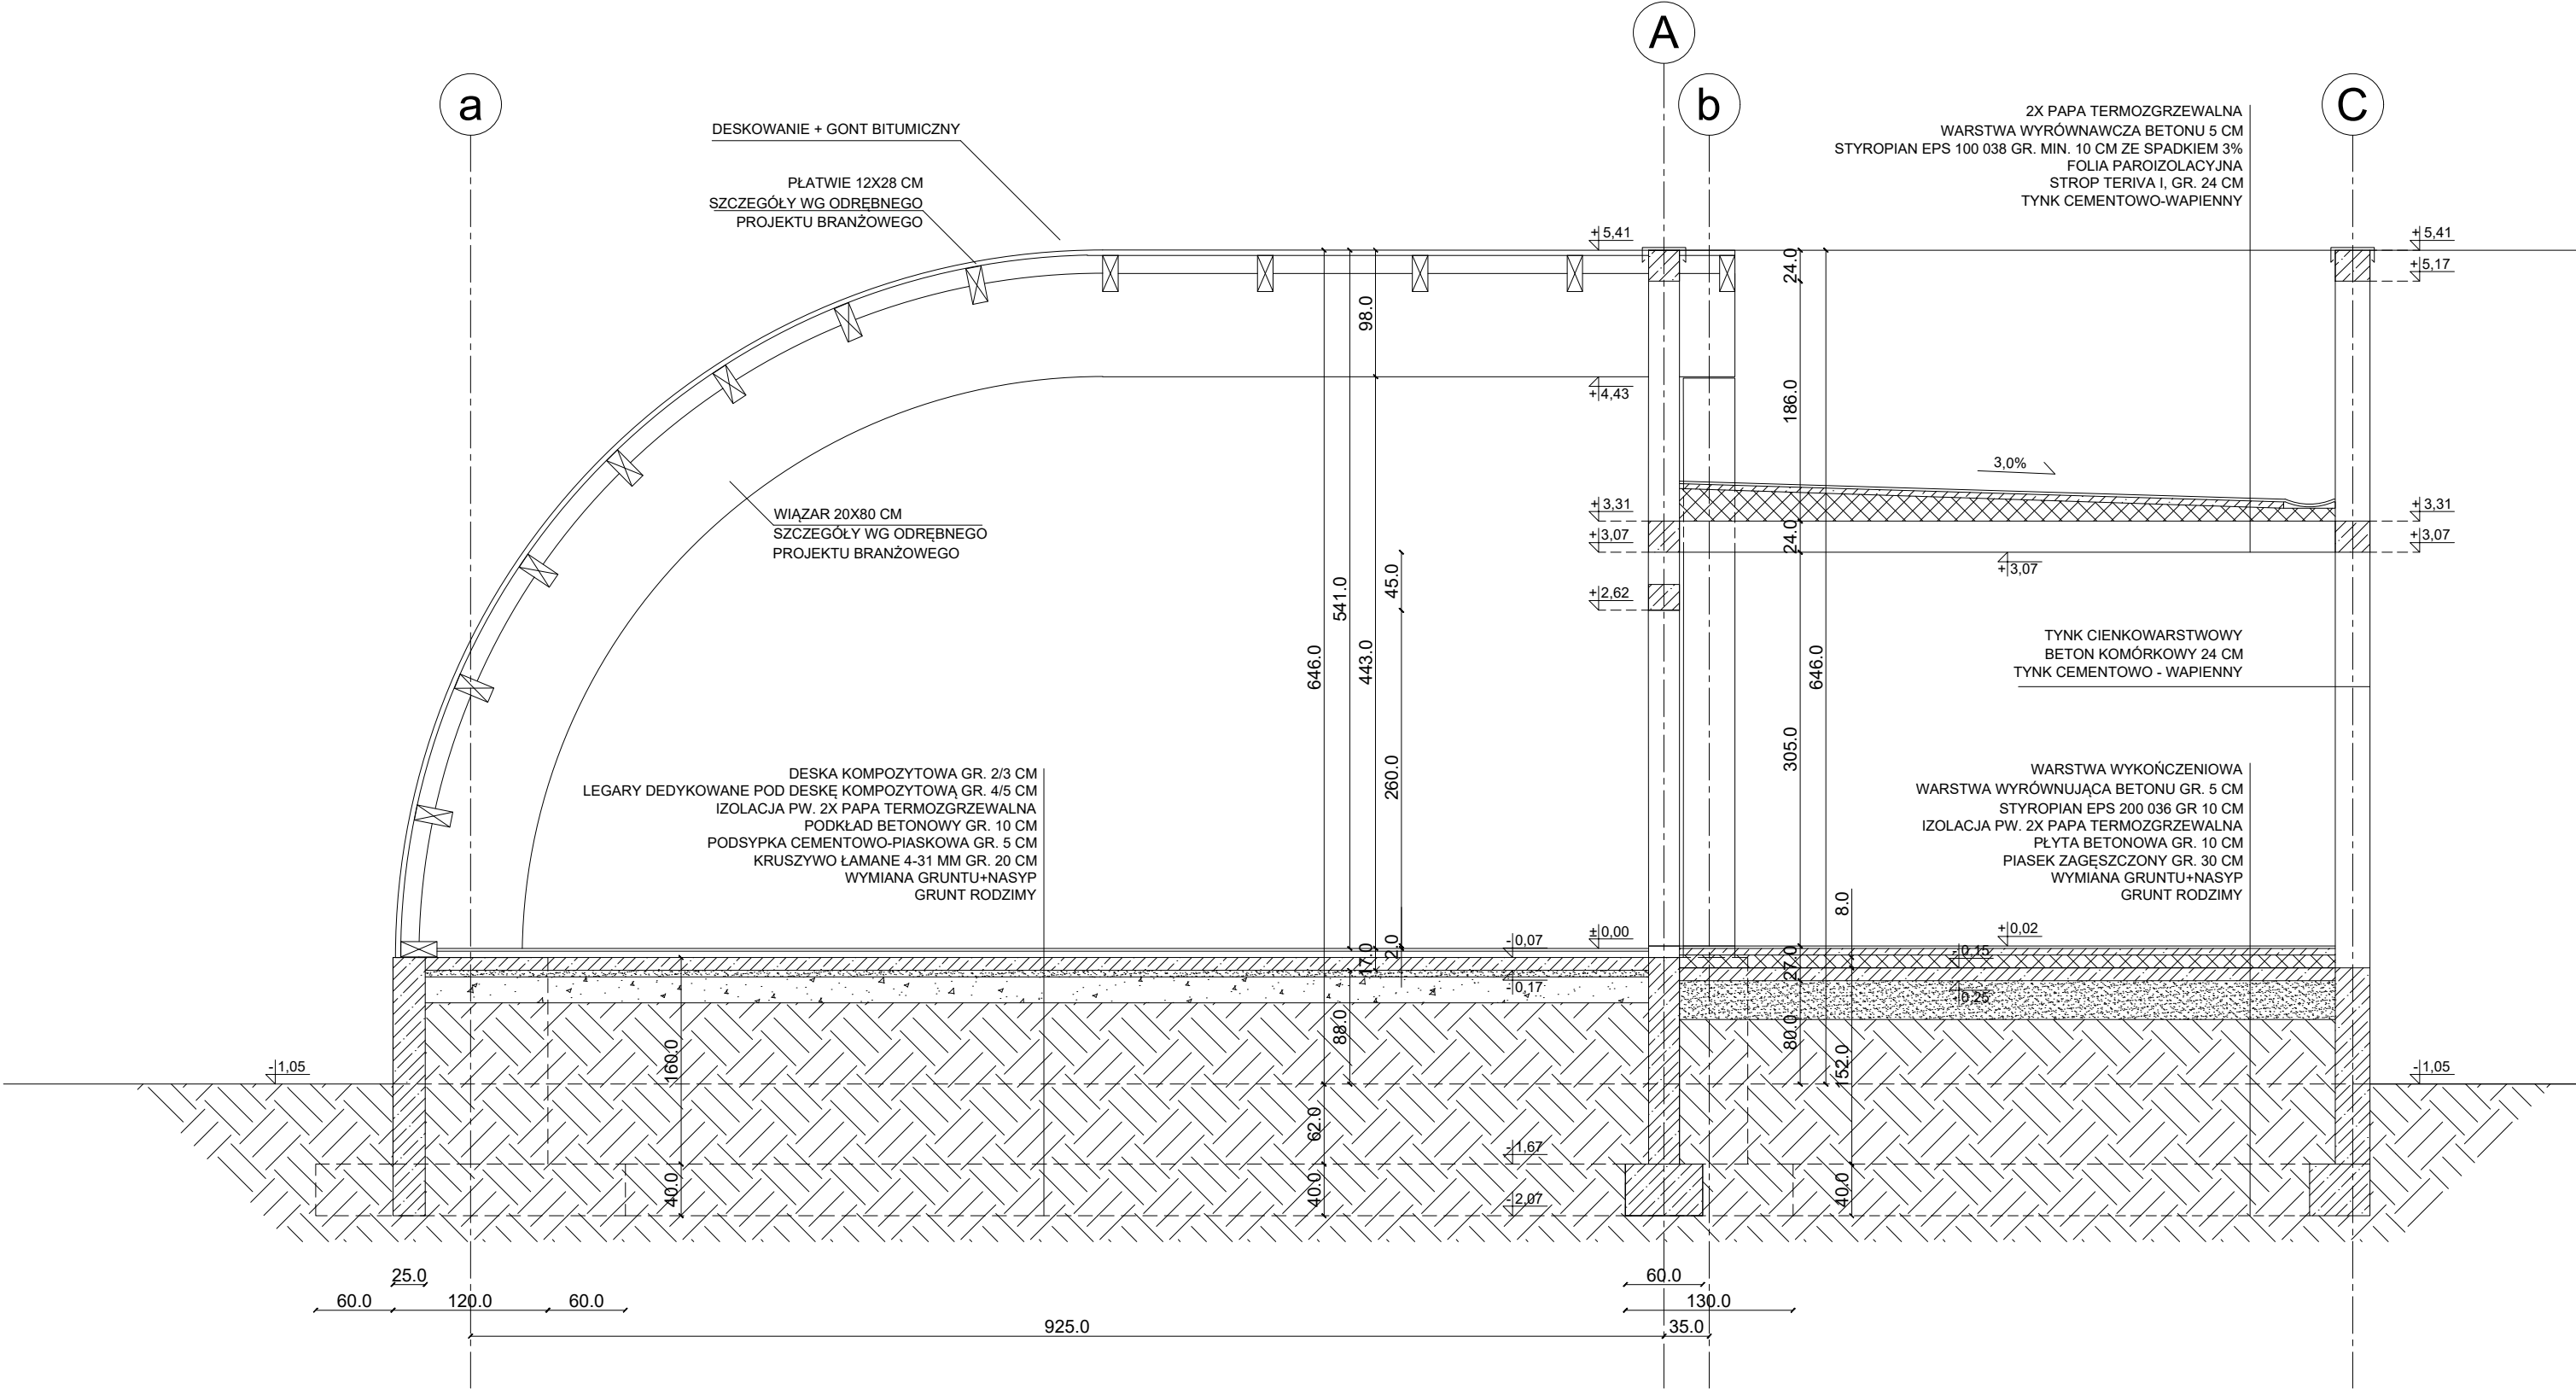 A
a
b
C
DESKOWANIE + GONT BITUMICZNY
PŁATWIE 12X28 CM
SZCZEGÓŁY WG ODRĘBNEGO
PROJEKTU BRANŻOWEGO
2X PAPA TERMOZGRZEWALNA
WARSTWA WYRÓWNAWCZA BETONU 5 CM
STYROPIAN EPS 100 038 GR. MIN. 10 CM ZE SPADKIEM 3%
FOLIA PAROIZOLACYJNA
STROP TERIVA I, GR. 24 CM
TYNK CEMENTOWO-WAPIENNY
+5,41
+5,41
+5,17
24.0
98.0
186.0
+4,43
3,0%
WIĄZAR 20X80 CM
SZCZEGÓŁY WG ODRĘBNEGO
PROJEKTU BRANŻOWEGO
+3,31
+3,07
24.0
+3,31
+3,07
+3,07
+2,62
45.0
541.0
646.0
443.0
260.0
646.0
305.0
TYNK CIENKOWARSTWOWY
BETON KOMÓRKOWY 24 CM
TYNK CEMENTOWO - WAPIENNY
DESKA KOMPOZYTOWA GR. 2/3 CM
LEGARY DEDYKOWANE POD DESKĘ KOMPOZYTOWĄ GR. 4/5 CM
IZOLACJA PW. 2X PAPA TERMOZGRZEWALNA
PODKŁAD BETONOWY GR. 10 CM
PODSYPKA CEMENTOWO-PIASKOWA GR. 5 CM
KRUSZYWO ŁAMANE 4-31 MM GR. 20 CM
WYMIANA GRUNTU+NASYP
GRUNT RODZIMY
WARSTWA WYKOŃCZENIOWA
WARSTWA WYRÓWNUJĄCA BETONU GR. 5 CM
STYROPIAN EPS 200 036 GR 10 CM
IZOLACJA PW. 2X PAPA TERMOZGRZEWALNA
PŁYTA BETONOWA GR. 10 CM
PIASEK ZAGĘSZCZONY GR. 30 CM
WYMIANA GRUNTU+NASYP
GRUNT RODZIMY
8.0
-0,07
±0,00
+0,02
2.0
17.0
27.0
-0,15
-0,17
-0,25
88.0
80.0
160.0
152.0
-1,05
-1,05
62.0
-1,67
40.0
40.0
-2,07
40.0
25.0
60.0
60.0
120.0
60.0
130.0
925.0
35.0